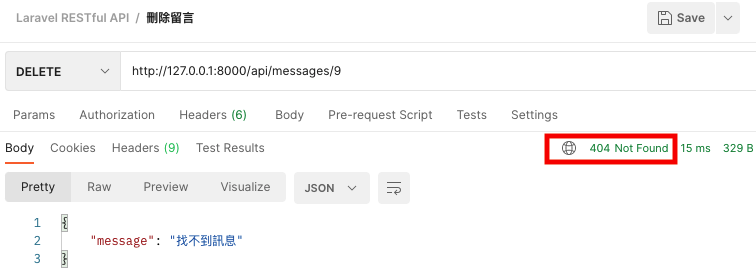 Laravel RESTful API / 刪除留言
Save
DELETE http://127.0.0.1:8000/api/messages/9
Params Authorization Headers (6) Body Pre-request Script Tests Settings
Body Cookies Headers (9) Test Results 404 Not Found 15 ms 329 B
Pretty Raw Preview Visualize JSON
1 {
2 "message": "找不到訊息"
3 }